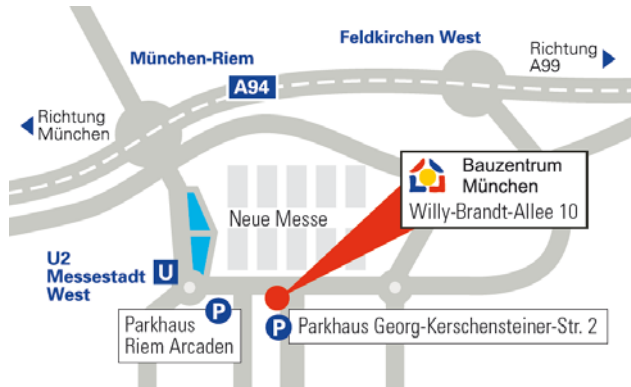 Feldkirchen West
München-Riem
Richtung
A99
A94
Richtung
München
Bauzentrum
München
Willy-Brandt-Allee 10
Neue Messe
U2
Messestadt
West
U
P
Parkhaus
Riem Arcaden
P
Parkhaus Georg-Kerschensteiner-Str. 2